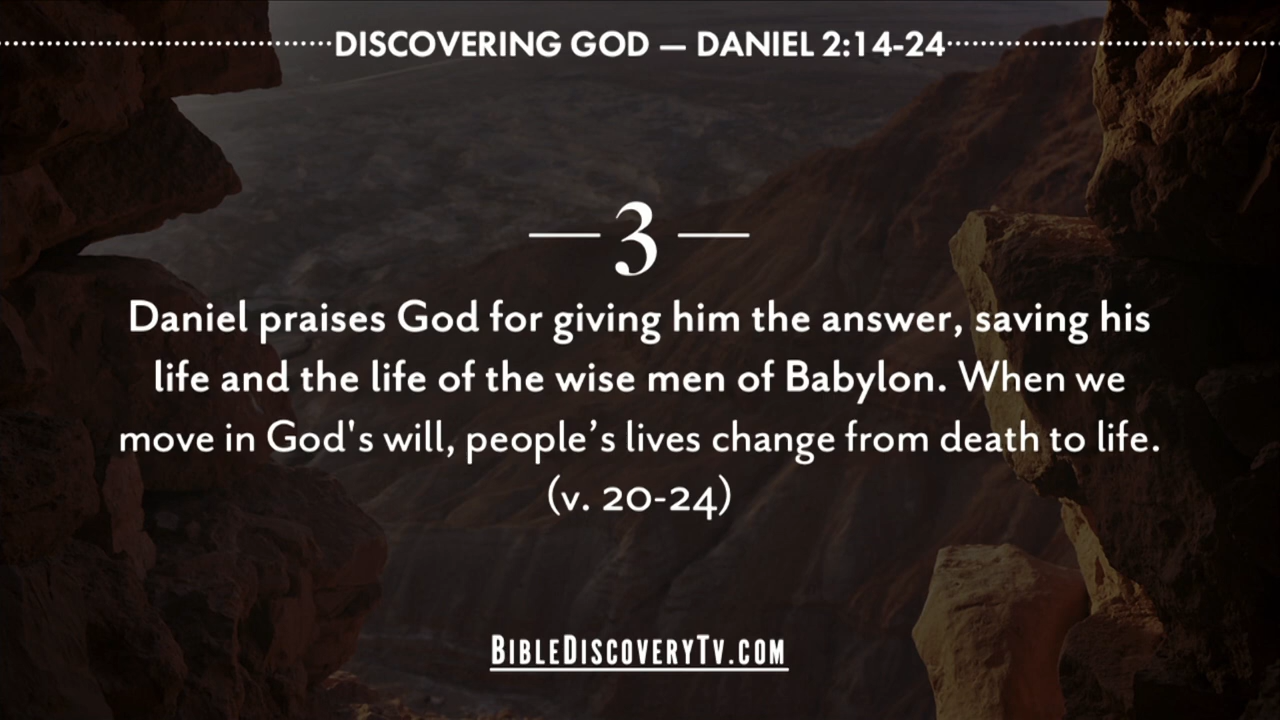 DISCOVERING GOD — DANIEL 2:14-24
— 3 —
Daniel praises God for giving him the answer, saving his
life and the life of the wise men of Babylon. When we
move in God's will, people’s lives change from death to life.
(v. 20-24)
BIBLEDISCOVERYTV.COM